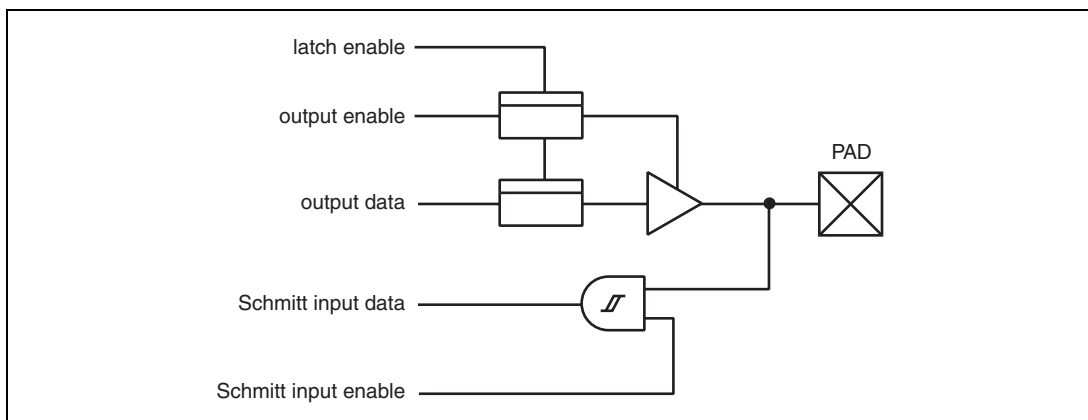 latch enable
output enable
PAD
output data
Schmitt input data
Schmitt input enable